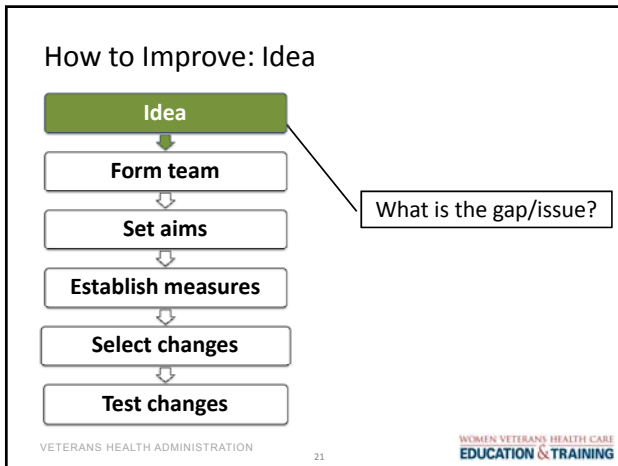 How to Improve: Idea
Idea
Form team
Set aims
Establish measures
Select changes
Test changes
What is the gap/issue?
VETERANS HEALTH ADMINISTRATION
21
WOMEN VETERANS HEALTH CARE
EDUCATION & TRAINING